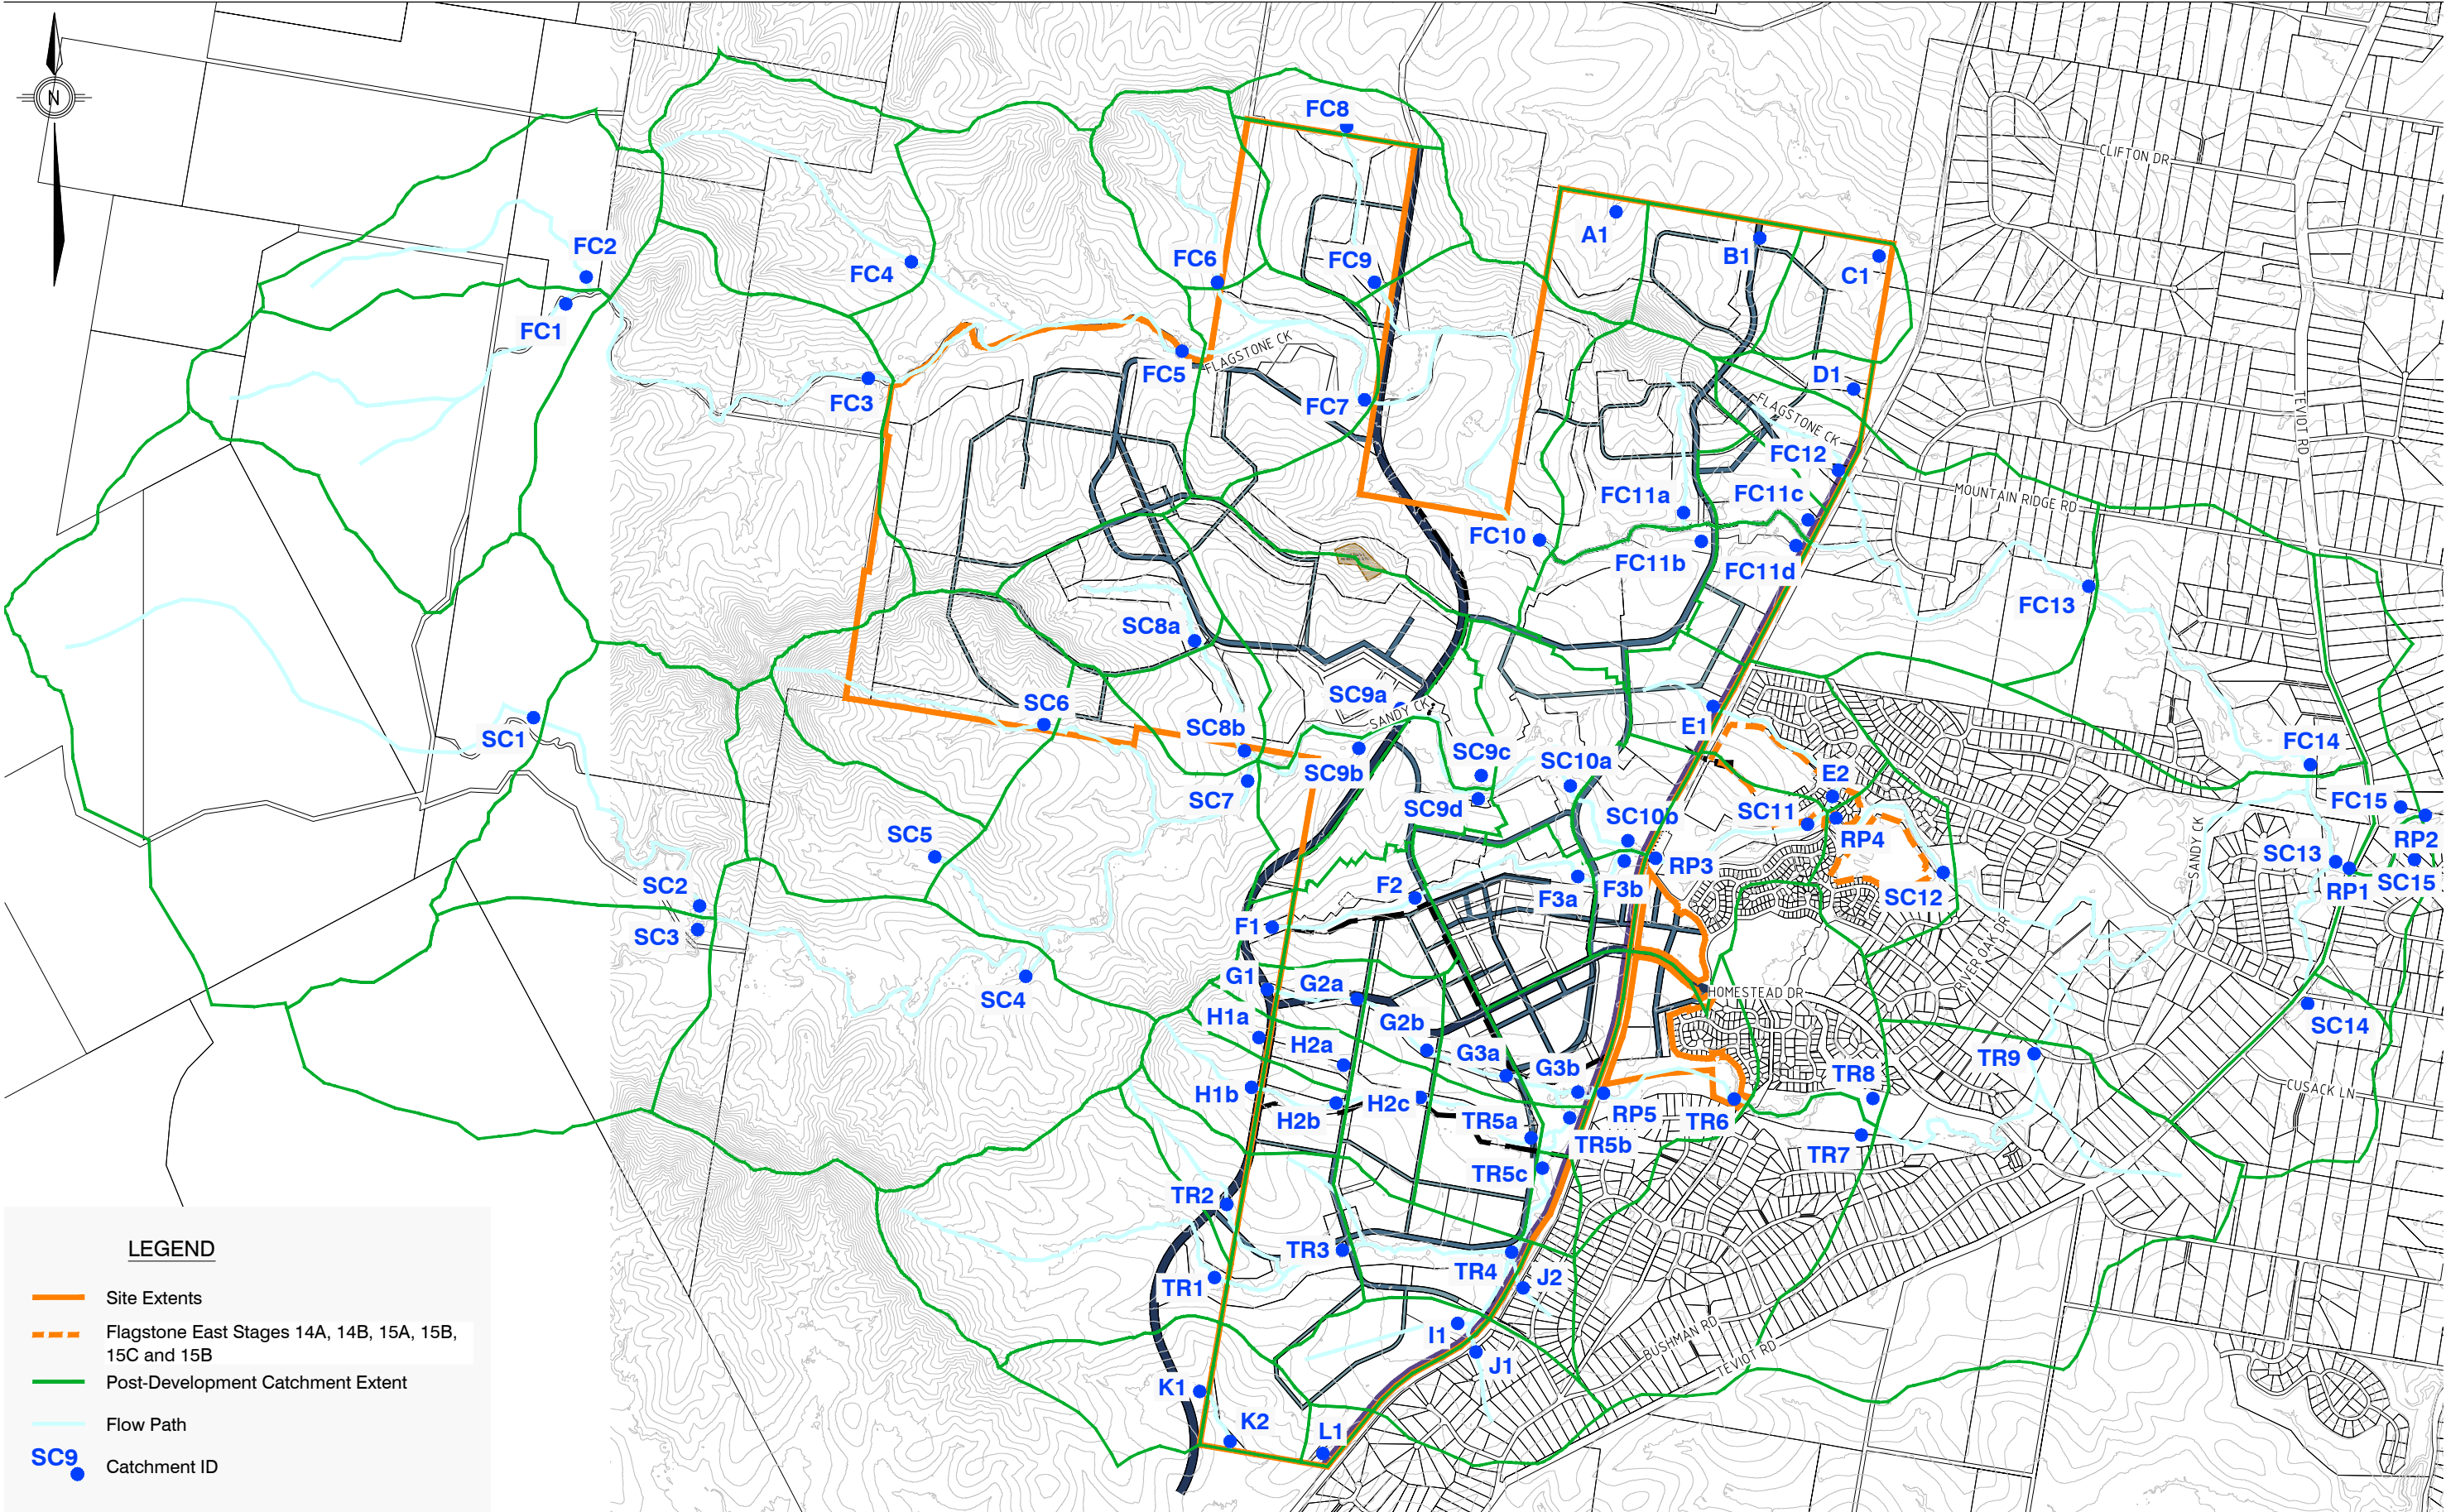 N
FC8
CLIFTON DR
A1
B1
C1
FC2
FC4
FC6
FC9
FC1
FLAGSTONE CK
FC5
FC3
FC7
D1
FLAGSTONE CK
TEVIOT RD
FC12
FC11a
FC11c
MOUNTAIN RIDGE RD
FC10
FC11b
FC11d
FC13
SC8a
SC6
SC9a
SANDY CK
SC1
SC8b
E1
SC9b
SC9c
SC10a
FC14
E2
SC7
SC9d
SC10b
SC11
FC15
SC5
RP4
RP2
SANDY CK
SC13
RP3
SC2
F2
F3a
F3b
SC12
RP1
SC15
SC3
F1
RIVER OAK DR
G1
G2a
SC4
HOMESTEAD DR
H1a
G2b
SC14
H2a
G3a
G3b
TR9
TR8
H1b
H2b
H2c
TR5a
RP5
TR6
CUSACK LN
TR5b
TR7
TR5c
TR2
TR3
TR1
TR4
J2
I1
BUSHMAN RD
TEVIOT RD
J1
K1
K2
L1
LEGEND
Site Extents
Flagstone East Stages 14A, 14B, 15A, 15B,
15C and 15B
Post-Development Catchment Extent
Flow Path
SC9
Catchment ID